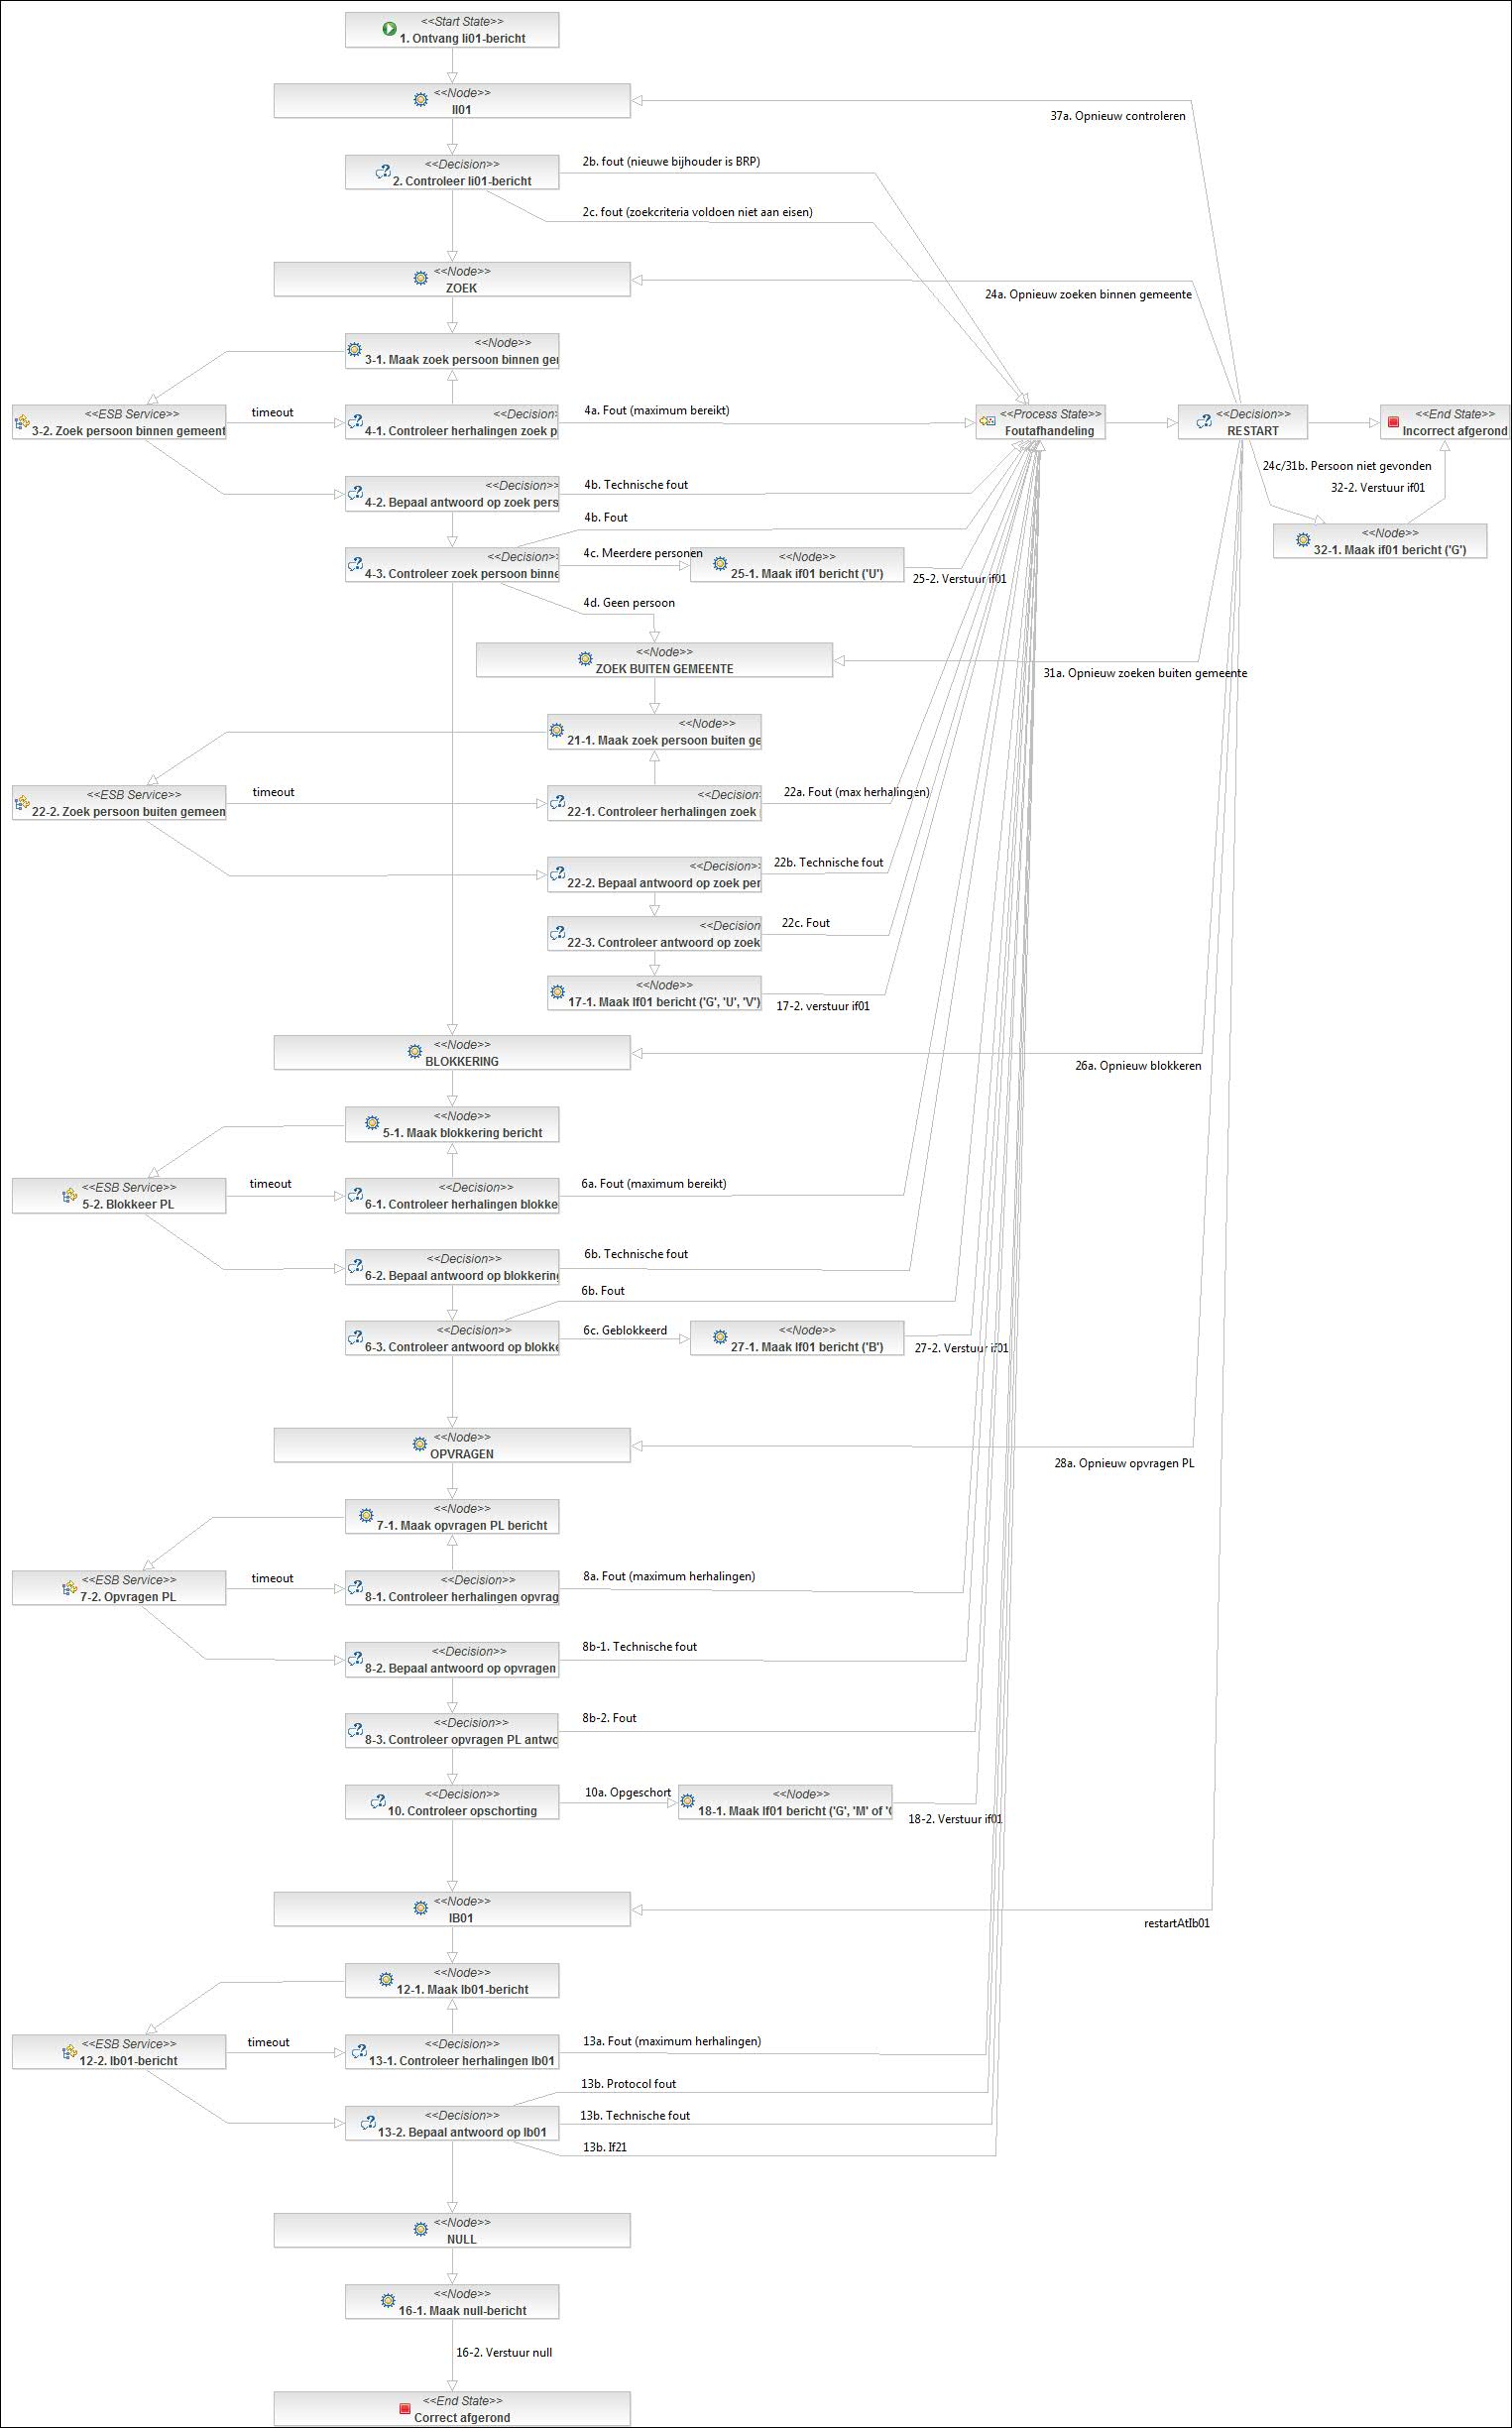 <<Start State>>
1. Ontvang Ii01-bericht
<<Node>>
II01
37a. Opnieuw controleren
<<Decision>>
2. Controleer Ii01-bericht
2b. fout (nieuwe bijhouder is BRP)
2c. fout (zoekcriteria voldoen niet aan eisen)
<<Node>>
ZOEK
24a. Opnieuw zoeken binnen gemeente
<<Node>>
3-1. Maak zoek persoon binnen ger
<<ESB Service>>
3-2. Zoek persoon binnen gemeent
timeout
<<Decision>
4-1. Controleer herhalingen zoek p
4a. Fout (maximum bereikt)
<<Process State>>
Foutafhandeling
<<Decision>>
RESTART
<<End State>>
Incorrect afgerond
24c/31b. Persoon niet gevonden
32-2. Verstuur if01
<<Node>>
32-1. Maak if01 bericht ('G')
<<Decision>>
4-2. Bepaal antwoord op zoek pers
4b. Technische fout
4b. Fout
<<Decision>
4-3. Controleer zoek persoon binne
4c. Meerdere personen
<<Node>>
25-1. Maak if01 bericht ('U')
25-2. Verstuur if01
4d. Geen persoon
<<Node>>
ZOEK BUITEN GEMEENTE
31a. Opnieuw zoeken buiten gemeente
<<Node>>
21-1. Maak zoek persoon buiten ge
<<ESB Service>>
22-2. Zoek persoon buiten gemeen
timeout
<<Decision>
22-1. Controleer herhalingen zoek
22a. Fout (max herhalingen)
<<Decision>>
22-2. Bepaal antwoord op zoek per
22b. Technische fout
<<Decision
22-3. Controleer antwoord op zoek
22c. Fout
<<Node>>
17-1. Maak If01 bericht ('G', 'U', 'V')
17-2. verstuur if01
<<Node>>
BLOKKERING
26a. Opnieuw blokkeren
<<Node>>
5-1. Maak blokkering bericht
<<ESB Service>>
5-2. Blokkeer PL
timeout
<<Decision>>
6-1. Controleer herhalingen blokke
6a. Fout (maximum bereikt)
<<Decision>>
6-2. Bepaal antwoord op blokkering
6b. Technische fout
6b. Fout
<<Decision>>
6-3. Controleer antwoord op blokke
6c. Geblokkeerd
<<Node>>
27-1. Maak If01 bericht ('B')
27-2. Verstuur if01
<<Node>>
OPVRAGEN
28a. Opnieuw opvragen PL
<<Node>>
7-1. Maak opvragen PL bericht
<<ESB Service>>
7-2. Opvragen PL
timeout
<<Decision>>
8-1. Controleer herhalingen opvrag
8a. Fout (maximum herhalingen)
<<Decision>>
8-2. Bepaal antwoord op opvragen
8b-1. Technische fout
<<Decision>>
8-3. Controleer opvragen PL antwo
8b-2. Fout
<<Decision>>
10. Controleer opschorting
10a. Opgeschort
<<Node>>
18-1. Maak If01 bericht ('G', 'M' of '
18-2. Verstuur if01
<<Node>>
IB01
restartAtIb01
<<Node>>
12-1. Maak Ib01-bericht
<<ESB Service>>
12-2. Ib01-bericht
timeout
<<Decision>>
13-1. Controleer herhalingen Ib01
13a. Fout (maximum herhalingen)
13b. Protocol fout
<<Decision>>
13-2. Bepaal antwoord op Ib01
13b. Technische fout
13b. If21
<<Node>>
NULL
<<Node>>
16-1. Maak null-bericht
16-2. Verstuur null
<<End State>>
Correct afgerond